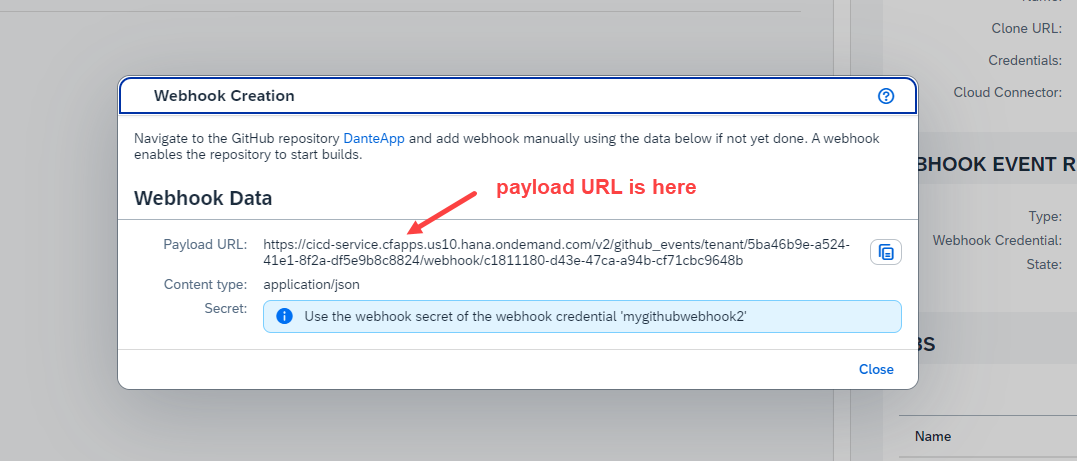 Name:
Clone URL:
Credentials:
Cloud Connector:
Webhook Creation
Navigate to the GitHub repository DanteApp and add webhook manually using the data below if not yet done. A webhook
enables the repository to start builds.
payload URL is here
Webhook Data
Payload URL: https://cicd-service.cfapps.us10.hana.ondemand.com/v2/github_events/tenant/5ba46b9e-a524-
41e1-8f2a-df5e9b8c8824/webhook/c1811180-d43e-47ca-a94b-cf71cbc9648b
Content type: application/json
Secret: Use the webhook secret of the webhook credential 'mygithubwebhook2'
Close
BHOOK EVENT R
Type:
Webhook Credential:
State:
BS
Name